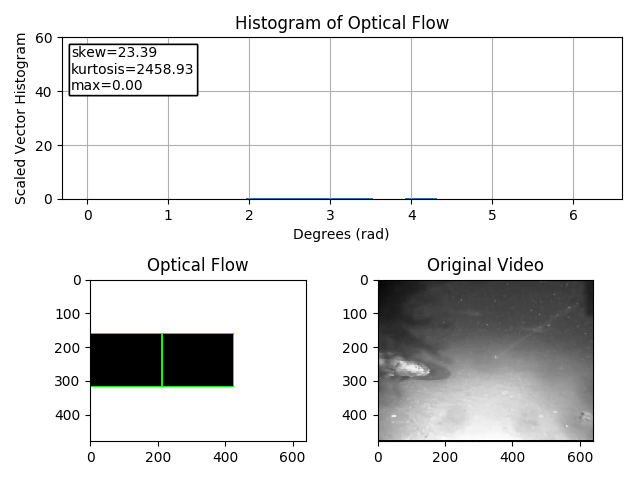 Histogram of Optical Flow
60
40
20
0
Scaled Vector Histogram
skew=23.39
kurtosis=2458.93
max=0.00
0 1 2 3 4 5 6
Degrees (rad)
Optical Flow
0
100
200
300
400
0 200 400 600
Original Video
0
100
200
300
400
0 200 400 600